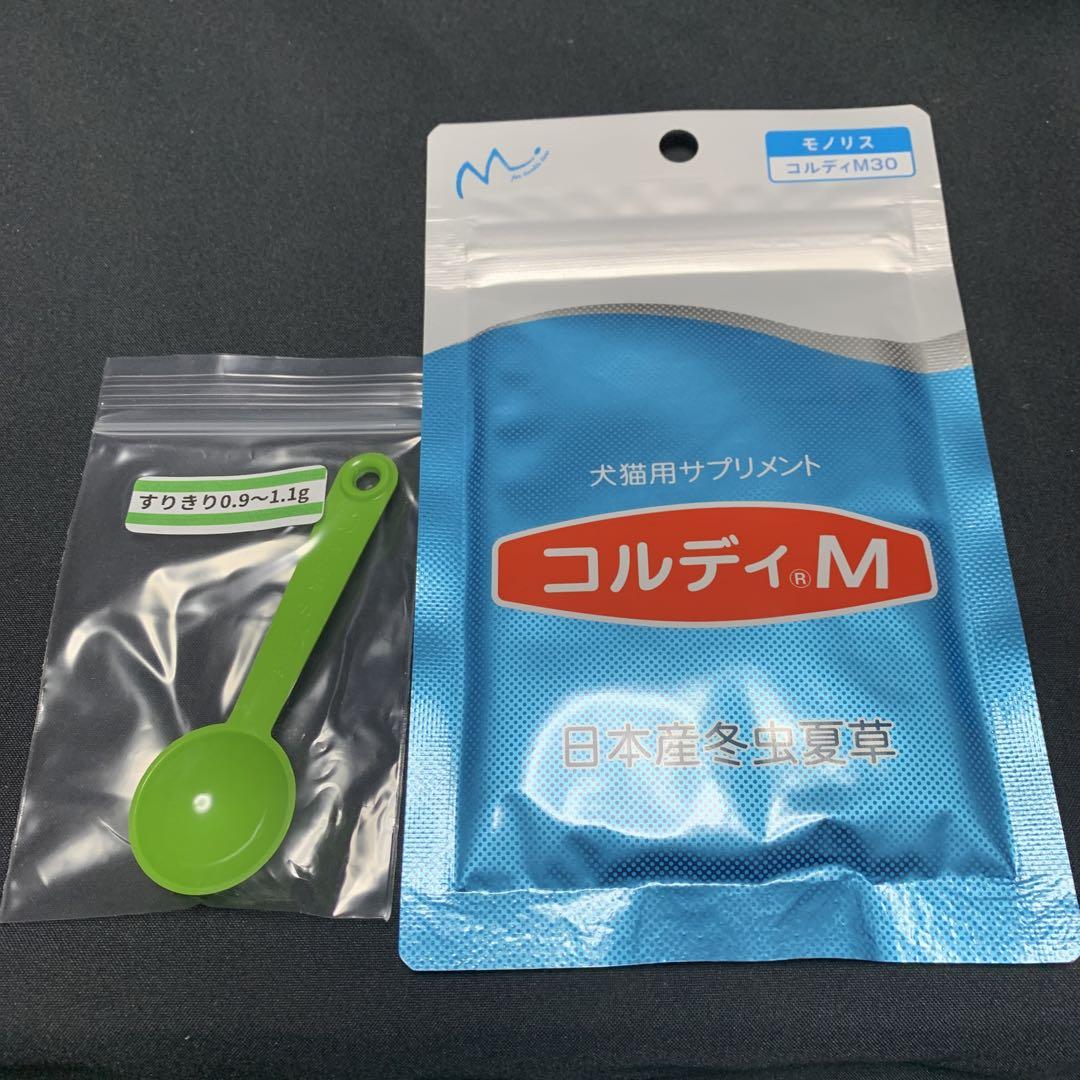 モノリス
コルディM30
犬猫用サプリメント
コルディ®M
日本産冬虫夏草
すりきり0.9〜1.1g